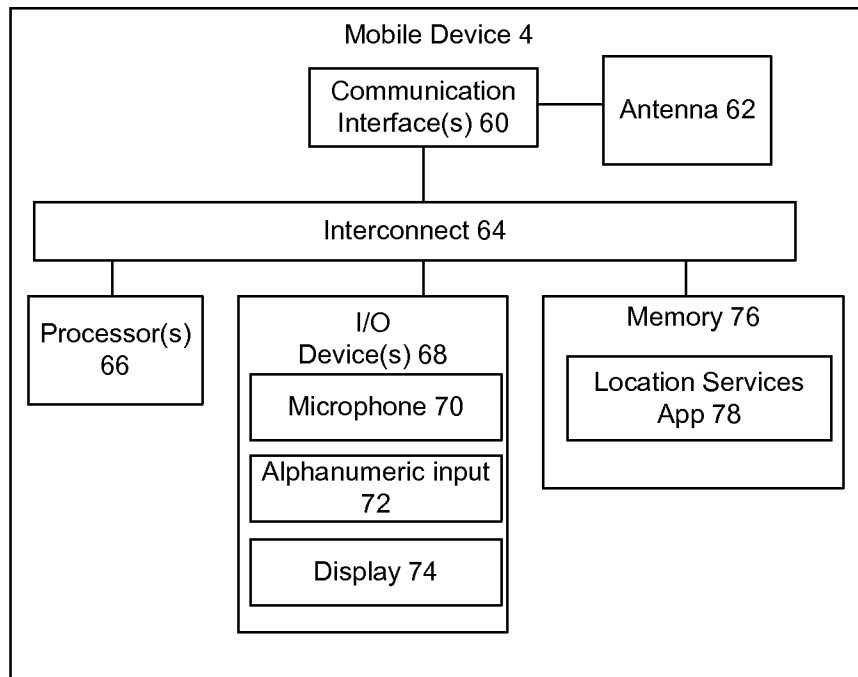 Mobile Device 4
Communication
Interface(s) 60
Antenna 62
Interconnect 64
Processor(s)
66
I/O
Device(s) 68
Microphone 70
Alphanumeric input
72
Display 74
Memory 76
Location Services
App 78